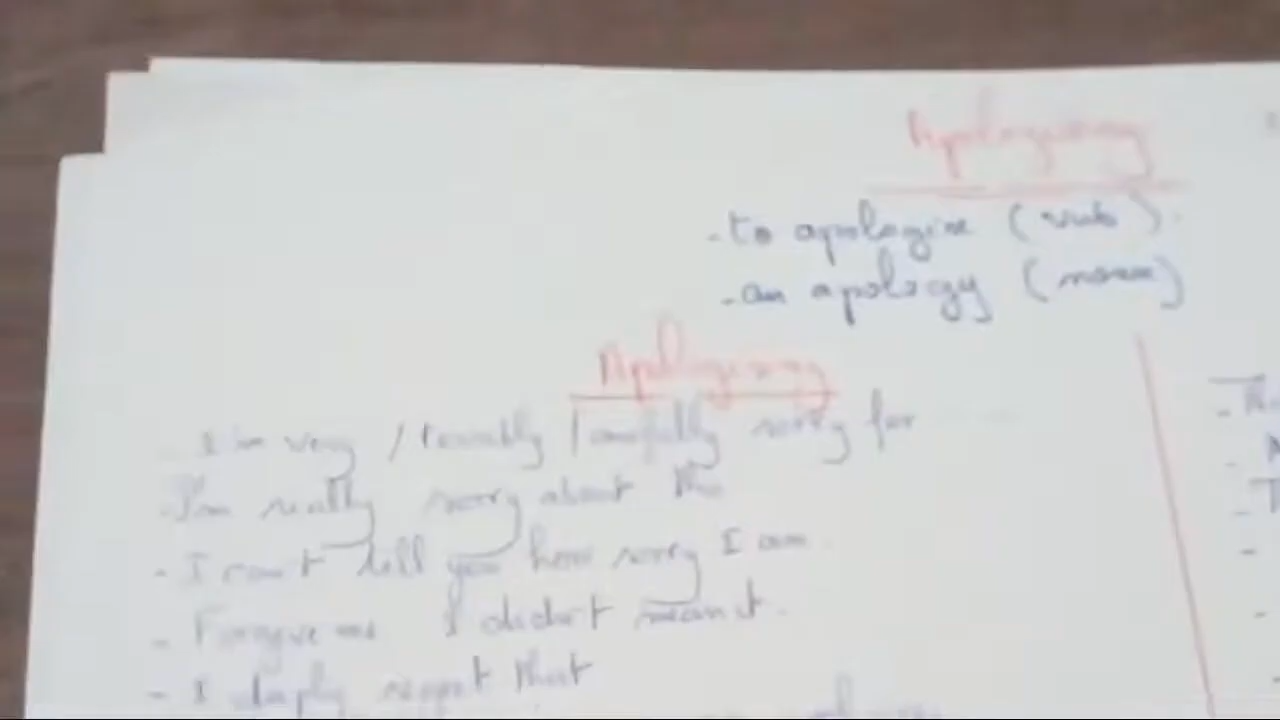 Apologizing
- to apologize (verb).
- an apology (noun)
Apologizing
- I'm very / terribly / awfully sorry for
- I'm really sorry about the
- I can't tell you how sorry I am.
- Forgive me I didn't mean it.
- I deeply regret that